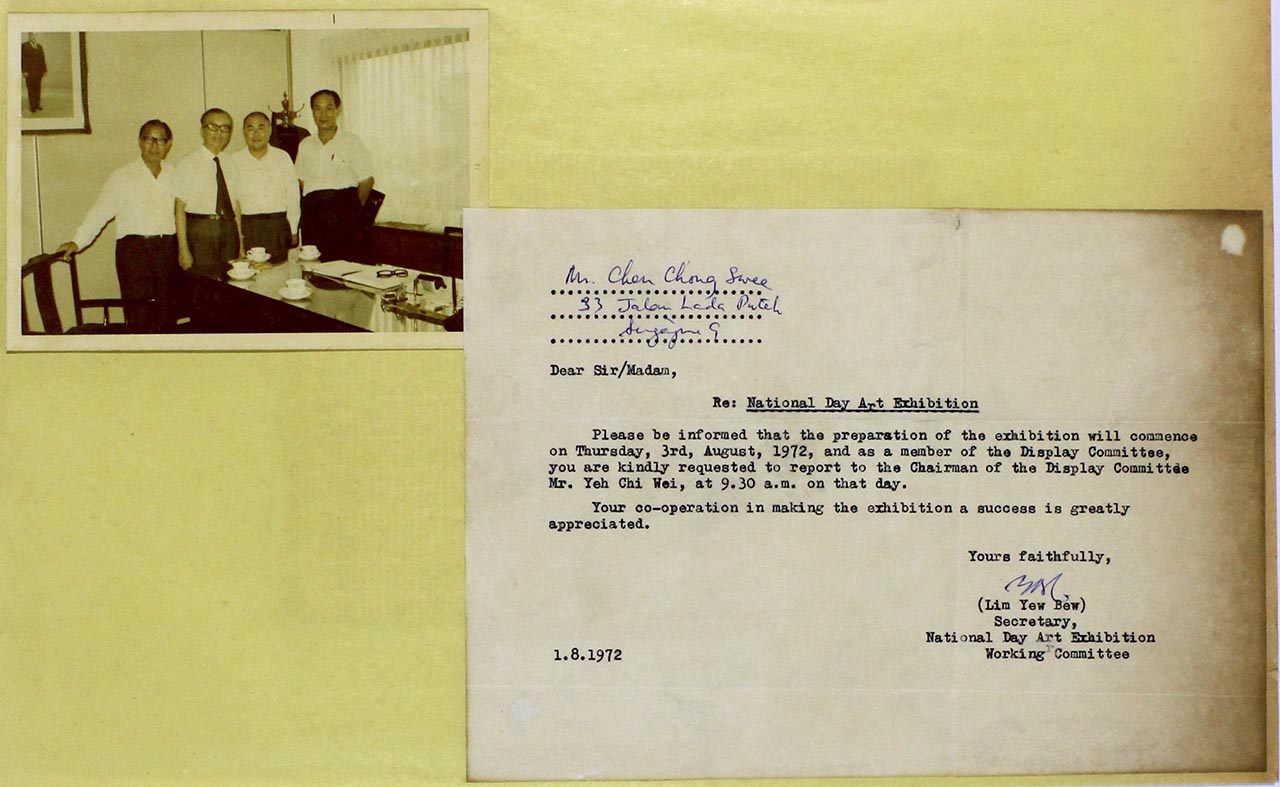 Mr. Chen Chong Swee
33 Jalan Lada Puteh
Singapore 9
Dear Sir/Madam,
Re: National Day Art Exhibition
Please be informed that the preparation of the exhibition will commence
on Thursday, 3rd, August, 1972, and as a member of the Display Committee,
you are kindly requested to report to the Chairman of the Display Committee
Mr. Yeh Chi Wei, at 9.30 a.m. on that day.
Your co-operation in making the exhibition a success is greatly
appreciated.
Yours faithfully,
(Lim Yew Bew)
Secretary,
National Day Art Exhibition
Working Committee
1.8.1972